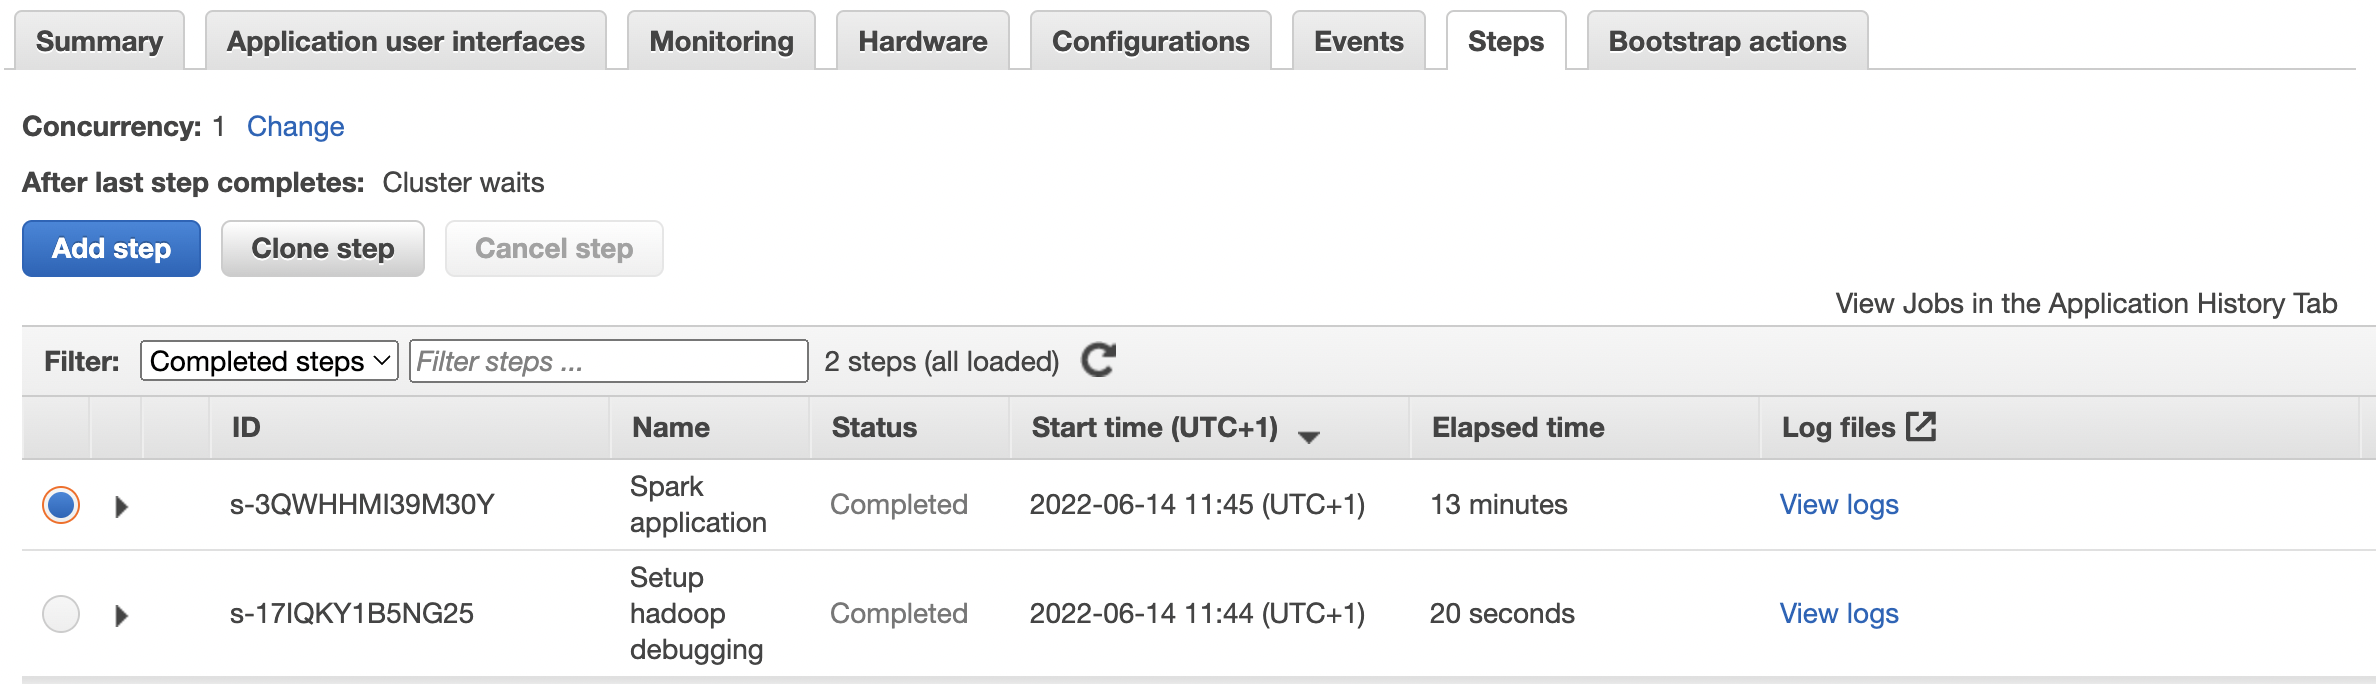 Summary Application user interfaces Monitoring Hardware Configurations Events Steps Bootstrap actions
Concurrency: 1 Change
After last step completes: Cluster waits
Add step Clone step Cancel step
View Jobs in the Application History Tab
Filter: Completed steps Filter steps ... 2 steps (all loaded)
ID Name Status Start time (UTC+1) Elapsed time Log files
s-3QWHHMI39M30Y Spark application Completed 2022-06-14 11:45 (UTC+1) 13 minutes View logs
s-17IQKY1B5NG25 Setup hadoop debugging Completed 2022-06-14 11:44 (UTC+1) 20 seconds View logs